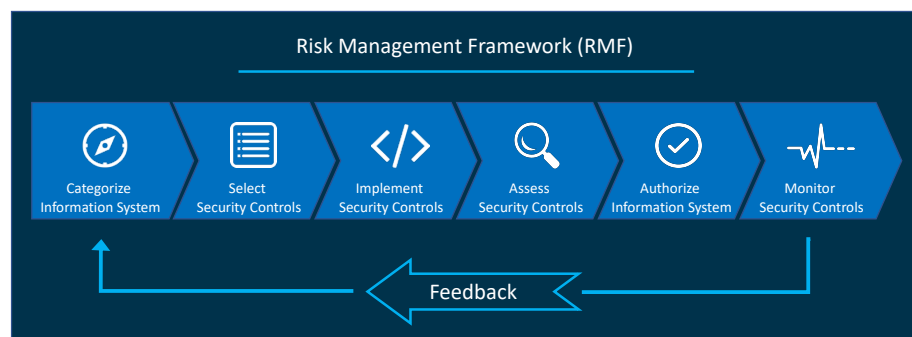 Risk Management Framework (RMF)
Categorize
Information System
Select
Security Controls
Implement
Security Controls
Assess
Security Controls
Authorize
Information System
Monitor
Security Controls
Feedback